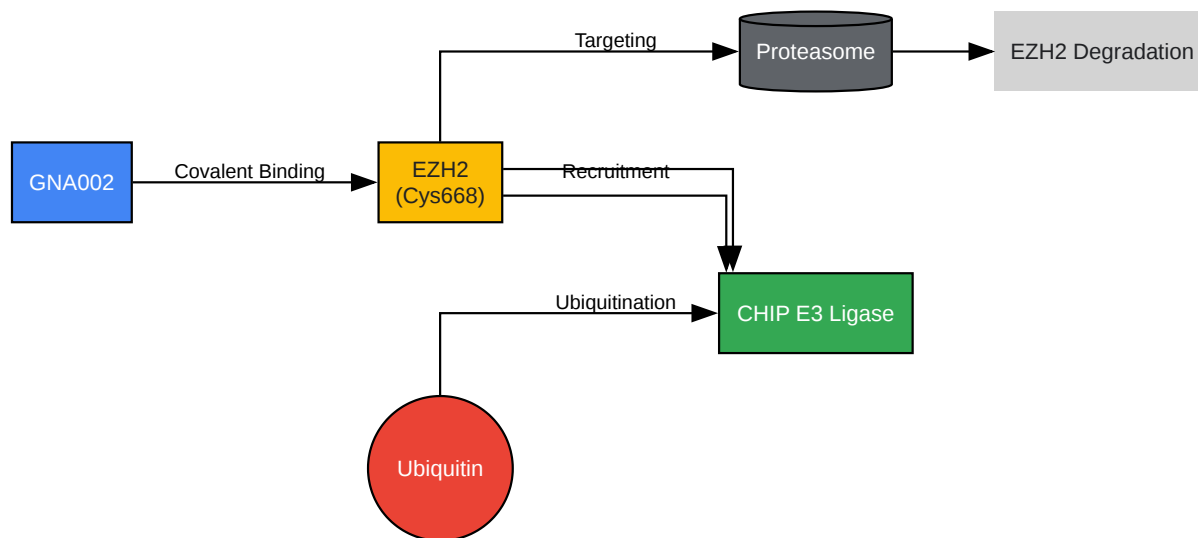 Targeting
Proteasome
EZH2 Degradation
GNA002
Covalent Binding
EZH2
(Cys668)
Recruitment
Ubiquitination
CHIP E3 Ligase
Ubiquitin